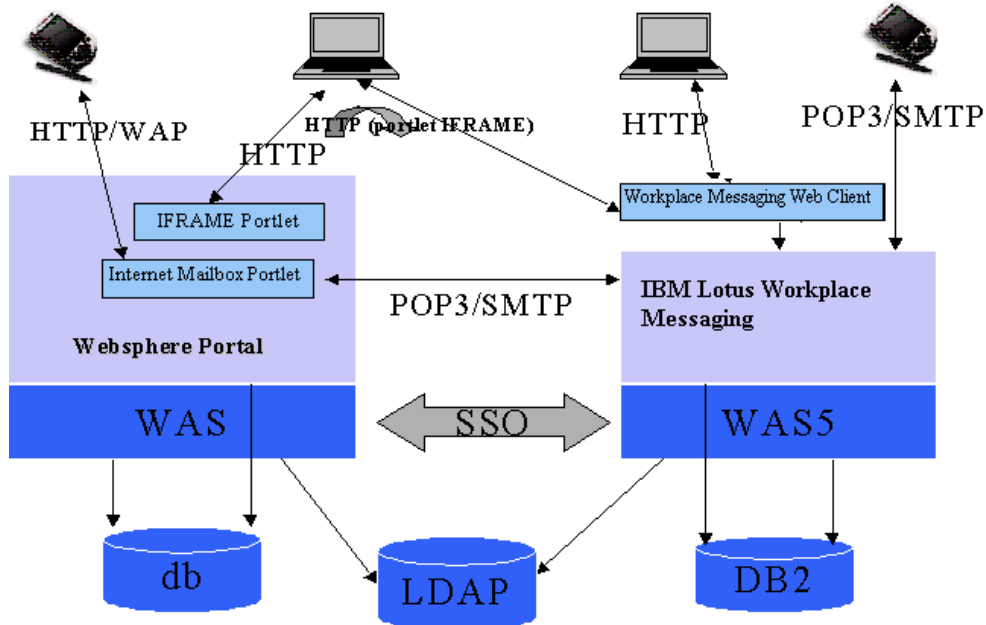 HTTP/WAP
HTTP (portlet IFRAME)
HTTP
HTTP
POP3/SMTP
IFRAME Portlet
Internet Mailbox Portlet
Websphere Portal
POP3/SMTP
Workplace Messaging Web Client
IBM Lotus Workplace
Messaging
WAS
SSO
WAS5
db
LDAP
DB2